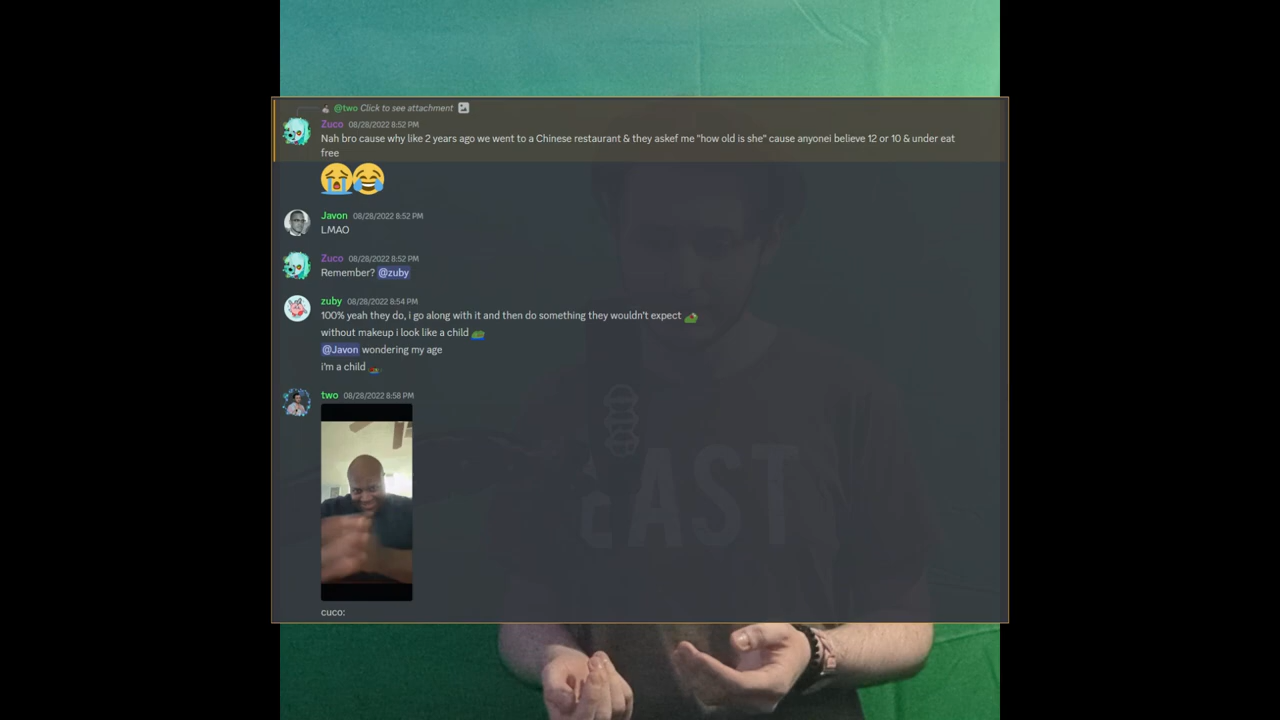 @two Click to see attachment
Zuco 08/28/2022 8:52 PM
Nah bro cause why like 2 years ago we went to a Chinese restaurant & they askef me "how old is she" cause anyonei believe 12 or 10 & under eat
free
Javon 08/28/2022 8:52 PM
LMAO
Zuco 08/28/2022 8:52 PM
Remember? @zuby
zuby 08/28/2022 8:54 PM
100% yeah they do, i go along with it and then do something they wouldn't expect
without makeup i look like a child
@Javon wondering my age
i'm a child
two 08/28/2022 8:58 PM
cuco: